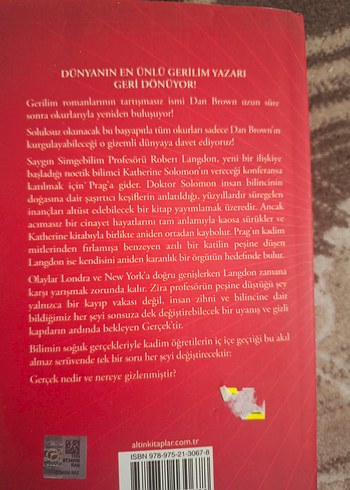 DÜNYANIN EN ÜNLÜ GERİLİM YAZARI
GERİ DÖNÜYOR!
Gerilim romanlarının tartışmasız ismi Dan Brown uzun süre
sonra okurlarıyla yeniden buluşuyor!
Soluksuz okunacak bu başyapıtla tüm okurları sadece Dan Brown'ın
kurgulayabileceği o gizemli dünyaya davet ediyoruz!
Saygın Simgebilim Profesörü Robert Langdon, yeni bir ilişkiye
başladığı noetik bilimci Katherine Solomon'ın vereceği konferansa
katılmak için Prag'a gider. Doktor Solomon insan bilincinin
doğasına dair şaşırtıcı keşiflerin anlatıldığı, yüzyıllardır süregelen
inançları altüst edebilecek bir kitap yayımlamak üzeredir. Ancak
acımasız bir cinayet hayatlarını tam anlamıyla kaosa sürükler ve
Katherine kitabıyla birlikte aniden ortadan kaybolur. Prag'ın kadim
mitlerinden fırlamışa benzeyen azılı bir katilin peşine düşen
Langdon ise kendisini aniden karanlık bir örgütün hedefinde bulur.
Olaylar Londra ve New York'a doğru genişlerken Langdon zamana
karşı yarışmak zorunda kalır. Zira profesörün peşine düştüğü şey
yalnızca bir kayıp vakası değil, insan zihni ve bilincine dair
bildiğimiz her şeyi sonsuza dek değiştirebilecek bir uyanış ve gizli
kapıların ardında bekleyen Gerçek'tir.
Bilimin soğuk gerçekleriyle kadim öğretilerin iç içe geçtiği bu akıl
almaz serüvende tek bir soru her şeyi değiştirecektir:
Gerçek nedir ve nereye gizlenmiştir?
altinkitaplar.com.tr
ISBN 978-975-21-3067-8